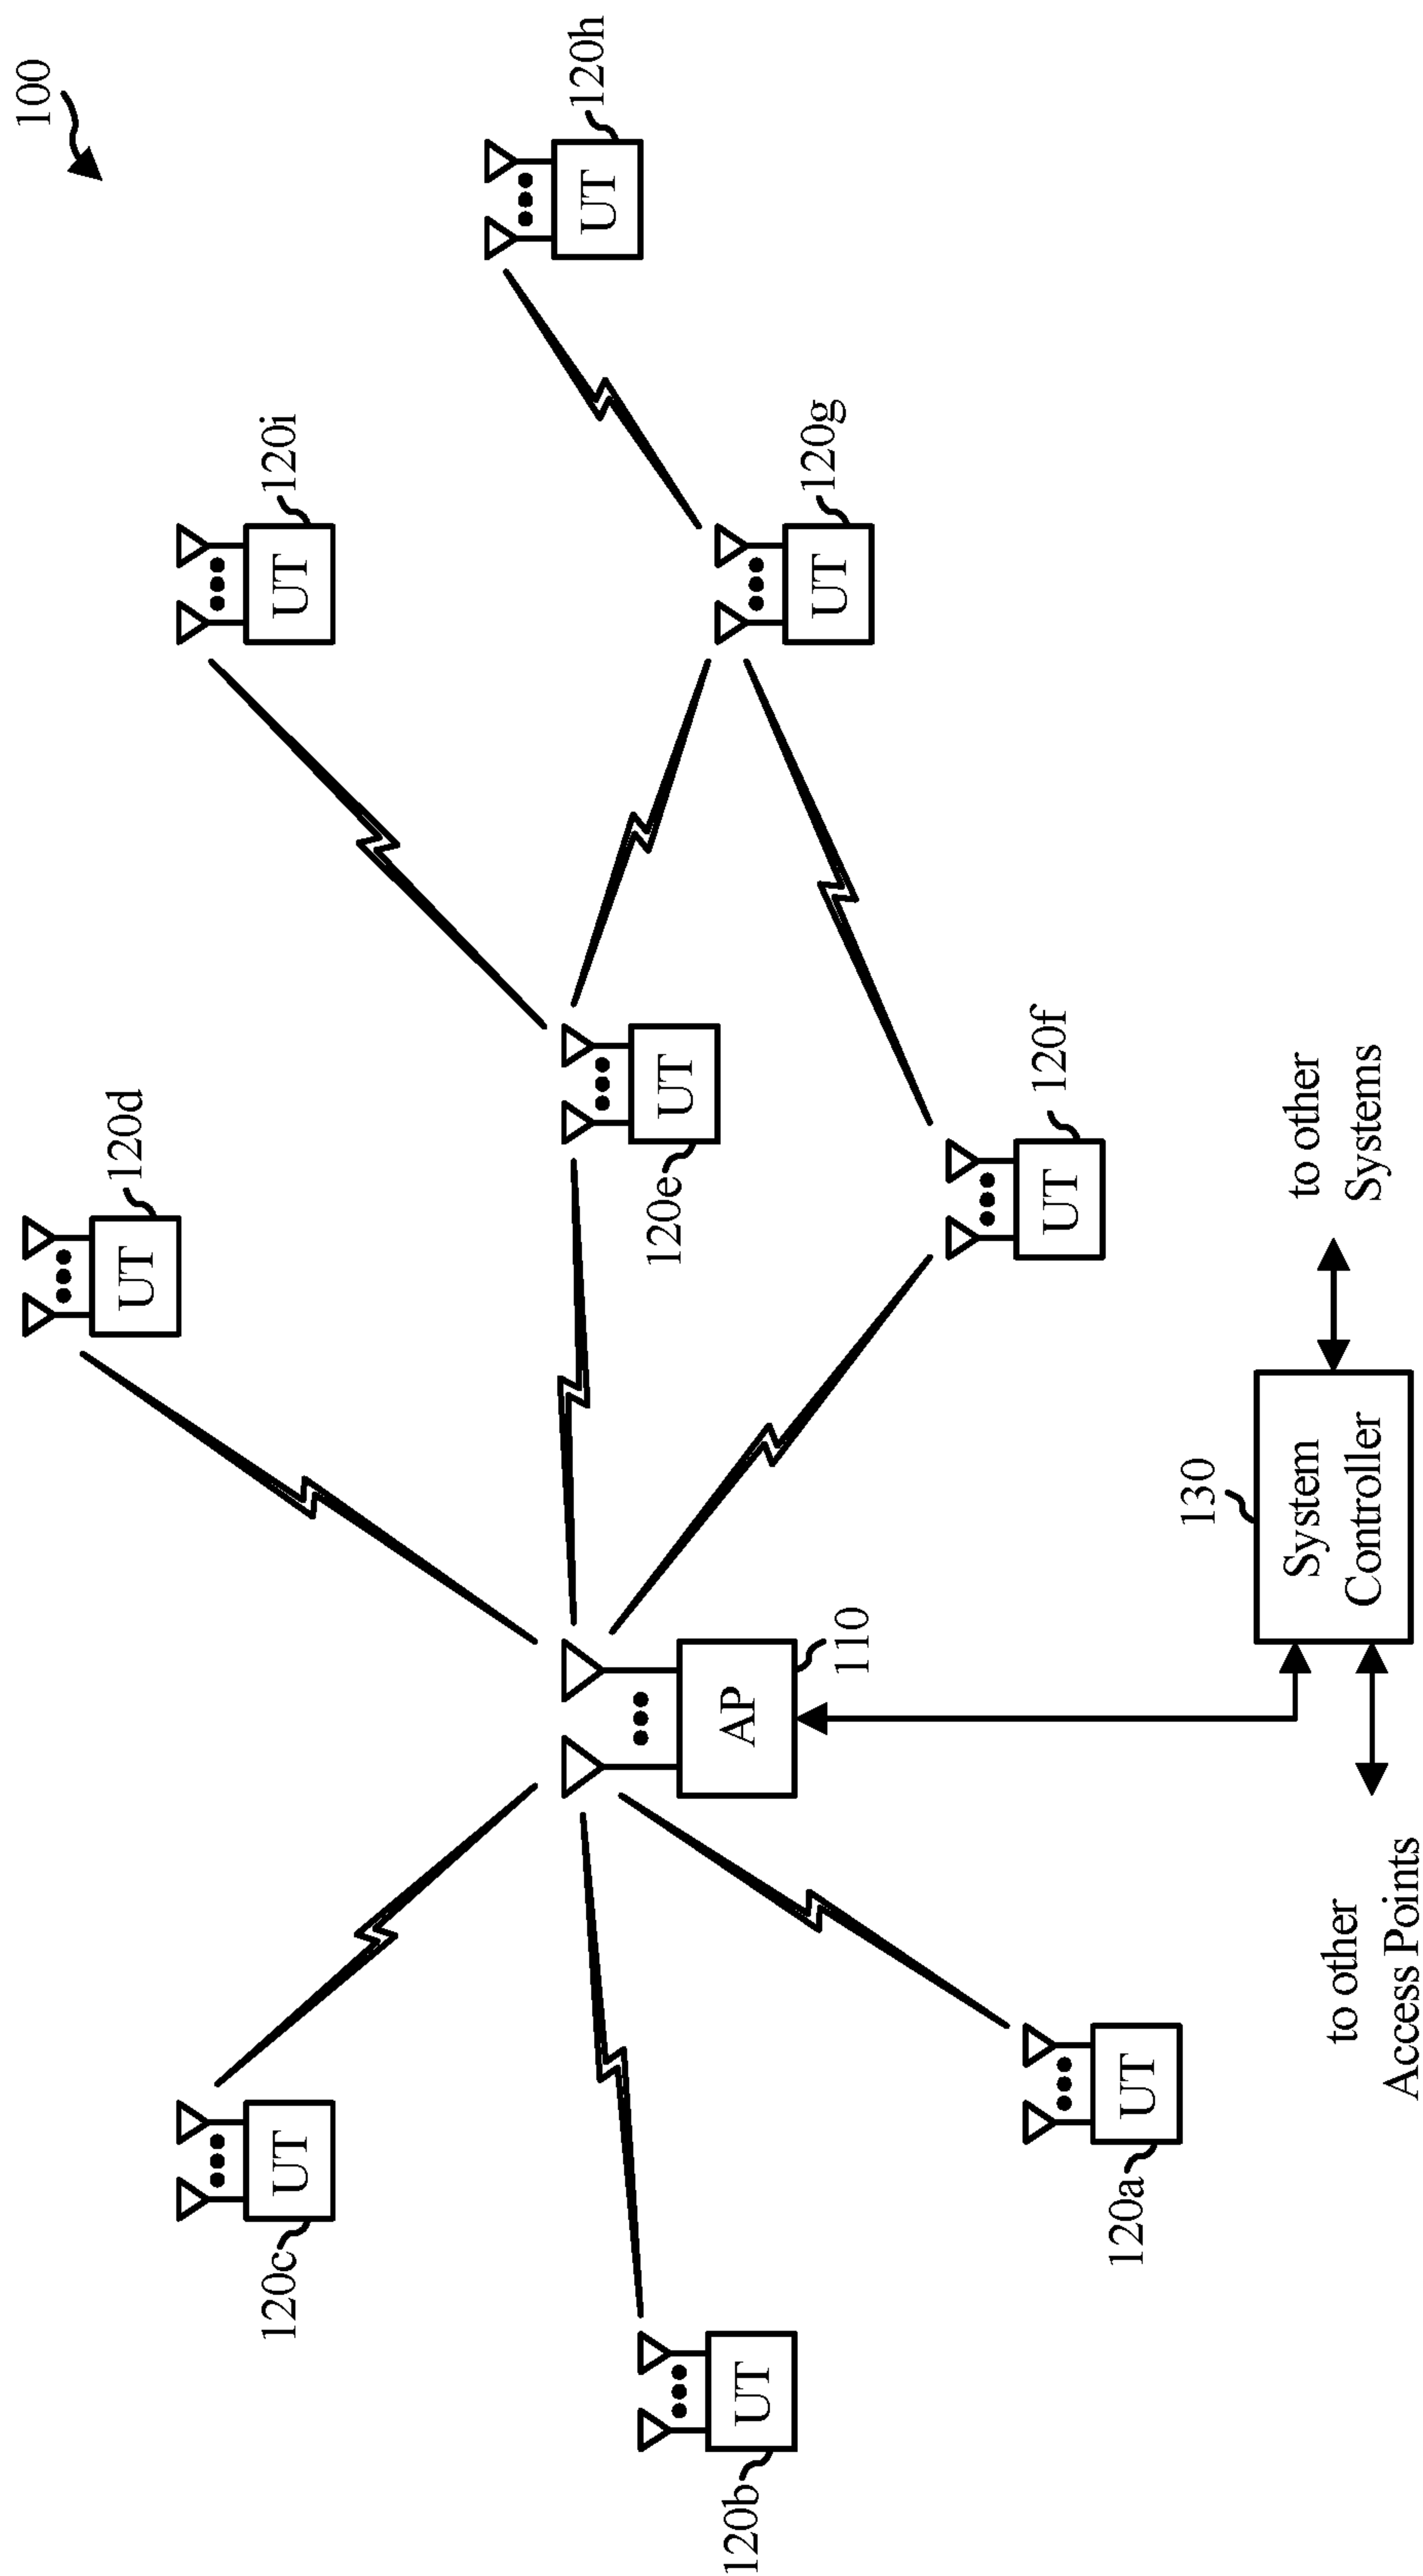 100
120d
UT
120i
UT
120c
UT
120h
UT
120e
UT
120b
UT
AP
110
120g
UT
120f
UT
120a
UT
130
System
Controller
to other
Systems
to other
Access Points